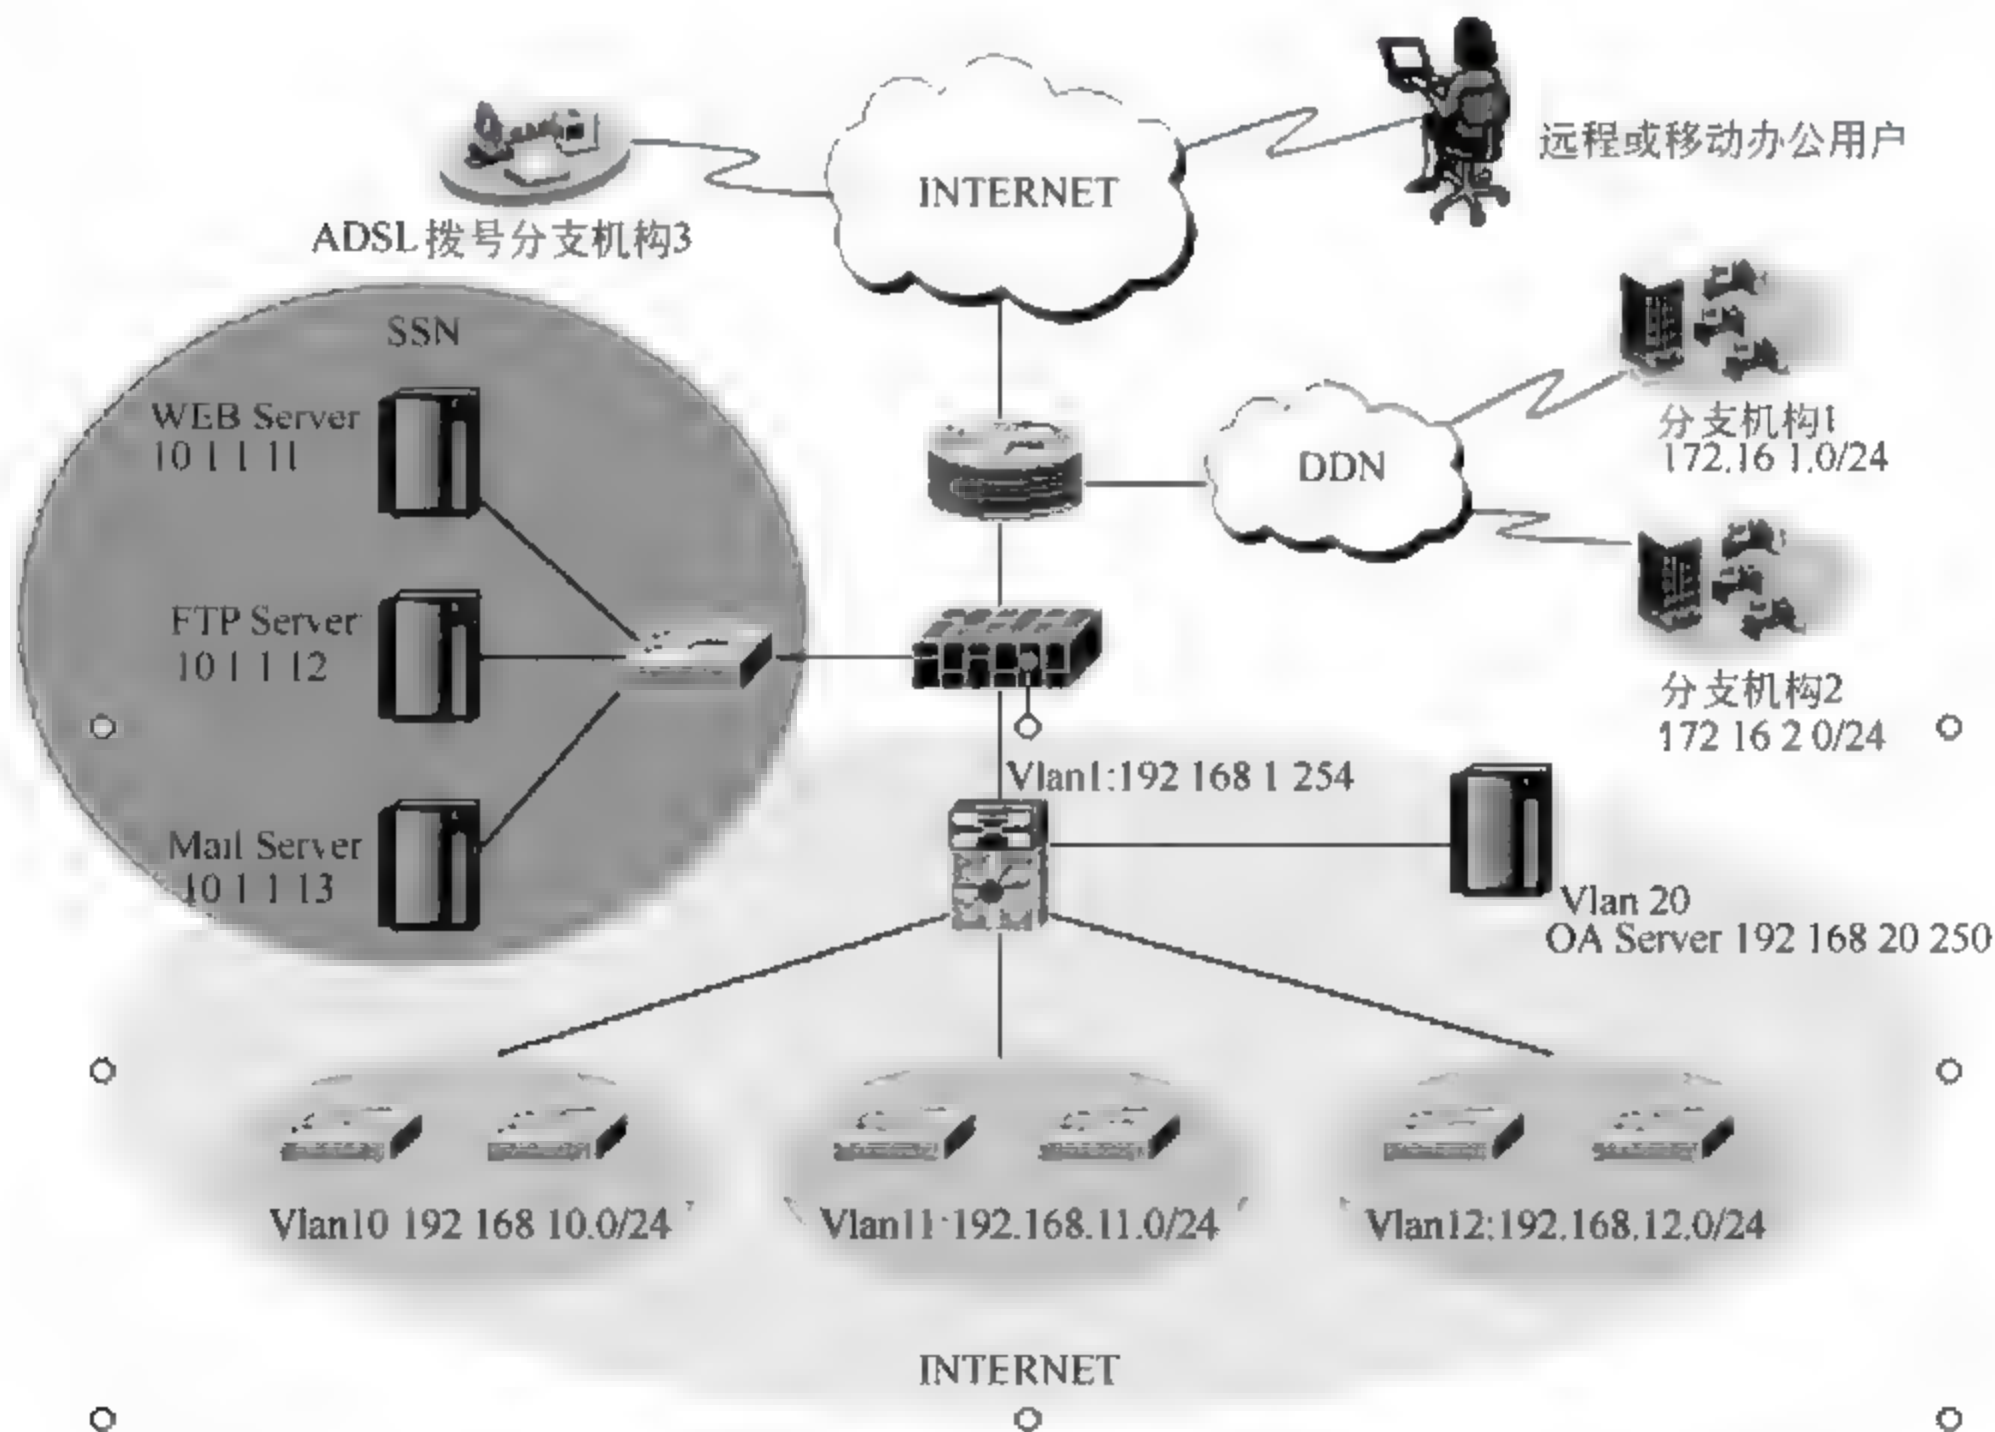 远程或移动办公用户
INTERNET
ADSL 拨号分支机构3
SSN
WEB Server
10 1 1 11
DDN
分支机构1
172.16 1.0/24
FTP Server
10 1 1 12
分支机构2
172 16 2 0/24
Vlan1:192 168 1 254
Mail Server
10 1 1 13
Vlan 20
OA Server 192 168 20 250
Vlan10 192 168 10.0/24
Vlan11:192.168.11.0/24
Vlan12:192.168.12.0/24
INTERNET